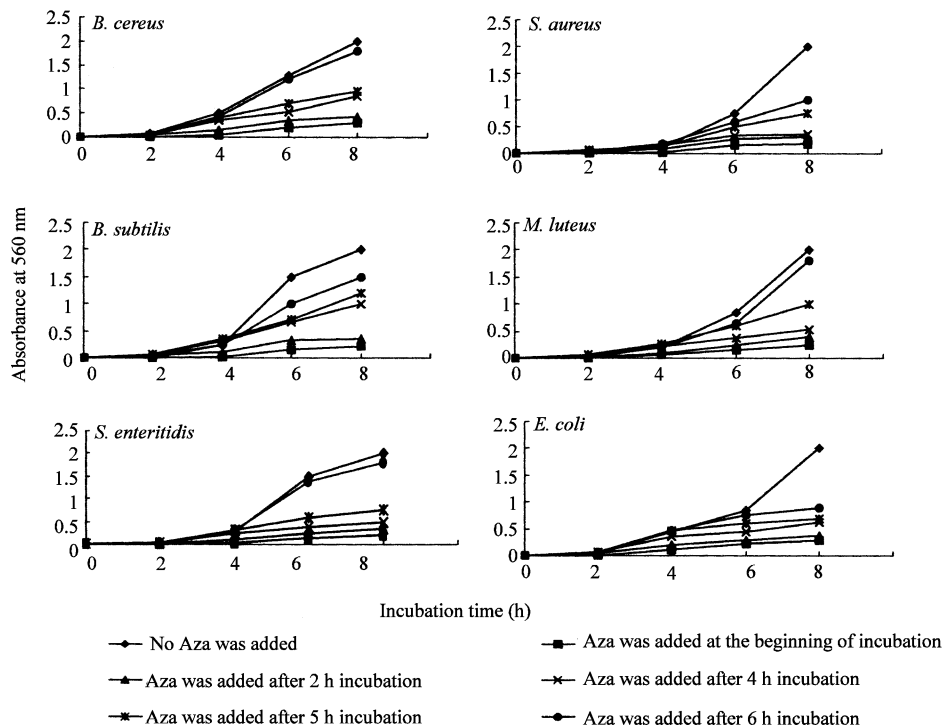 B. cereus
2.5
2
1.5
1
0.5
0
0 2 4 6 8
S. aureus
2.5
2
1.5
1
0.5
0
0 2 4 6 8
Absorbance at 560 nm
B. subtilis
2.5
2
1.5
1
0.5
0
0 2 4 6 8
M. luteus
2.5
2
1.5
1
0.5
0
0 2 4 6 8
S. enteritidis
2.5
2
1.5
1
0.5
0
0 2 4 6 8
E. coli
2.5
2
1.5
1
0.5
0
0 2 4 6 8
Incubation time (h)
No Aza was added
Aza was added at the beginning of incubation
Aza was added after 2 h incubation
Aza was added after 4 h incubation
Aza was added after 5 h incubation
Aza was added after 6 h incubation